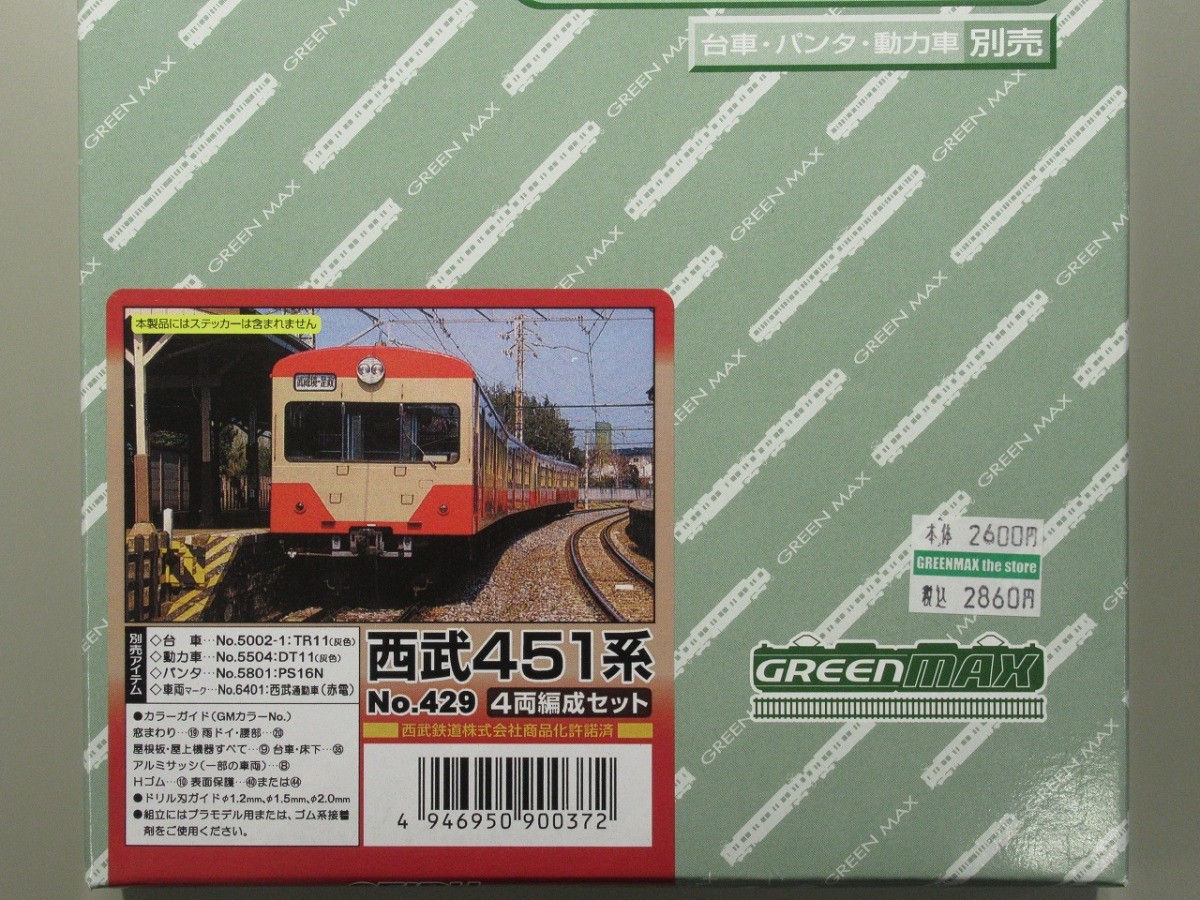 台車・パンタ・動力車 別売
本製品にはステッカーは含まれません
別売アイテム
◇台 車…No.5002-1:TR11(灰色)
◇動力車…No.5504:DT11(灰色)
◇パンタ…No.5801:PS16N
◇車両マーク…No.6401:西武通勤車(赤電)
●カラーガイド(GMカラーNo.)
窓まわり…⑲ 雨ドイ・腰部…⑳
屋根板・屋上機器すべて…⑨ 台車・床下…㉟
アルミサッシ(一部の車両)…⑧
Hゴム…⑩ 表面保護…㊵または㊹
●ドリル刃ガイドφ1.2mm、φ1.5mm、φ2.0mm
●組立にはプラモデル用または、ゴム系接着
剤をご使用ください。
西武451系
No.429 4両編成セット
西武鉄道株式会社商品化許諾済
4 946950 900372
本体 2600円
GREENMAX the store
税込 2860円
GREENMAX
GREEN MAX